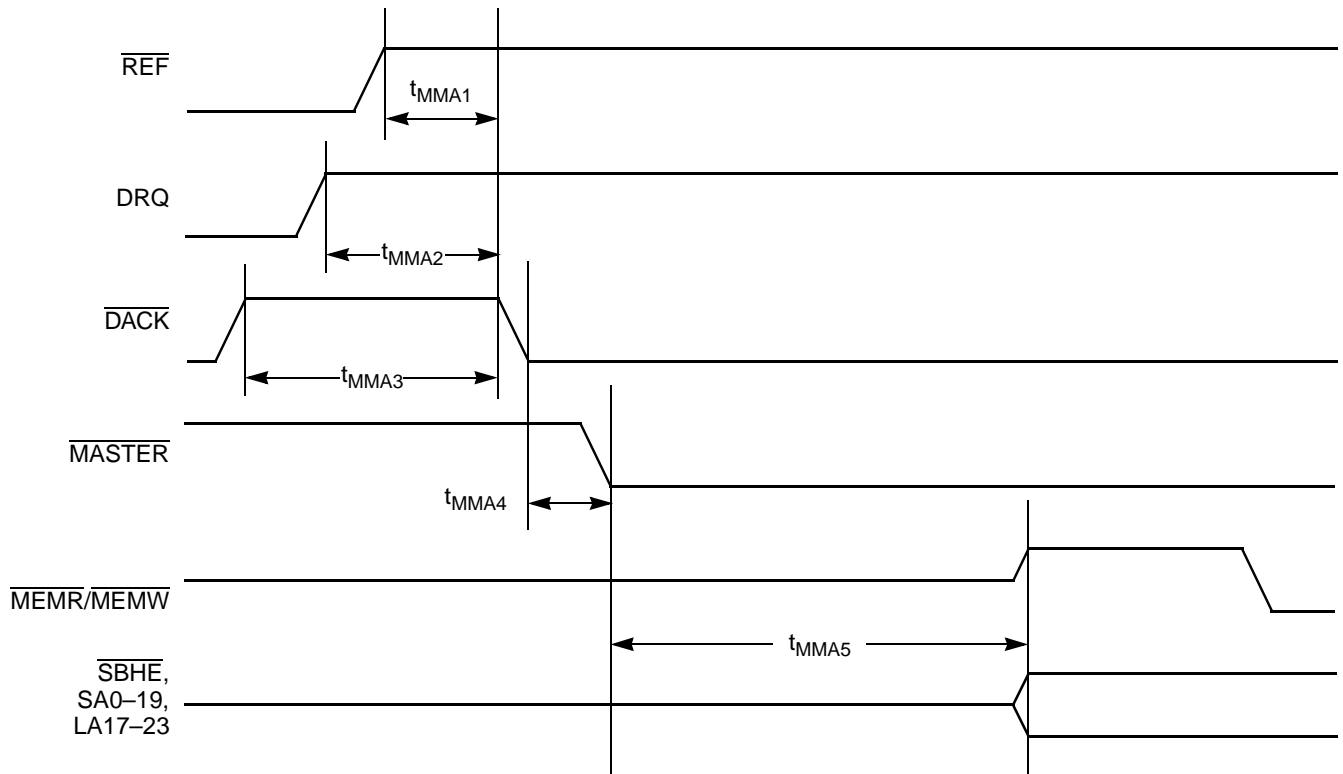 REF
tMMA1
DRQ
tMMA2
DACK
tMMA3
MASTER
tMMA4
MEMR/MEMW
tMMA5
SBHE,
SA0–19,
LA17–23